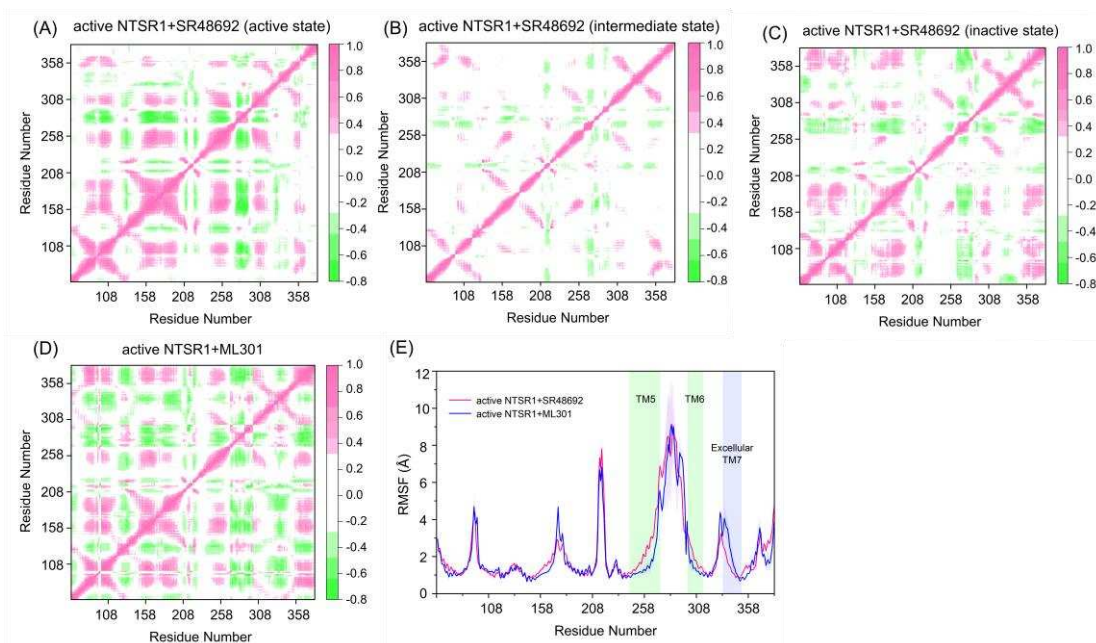 (A) active NTSR1+SR48692 (active state)
1.0
0.8
0.6
0.4
0.2
0.0
-0.2
-0.4
-0.6
-0.8
358
308
258
208
158
108
Residue Number
108 158 208 258 308 358
Residue Number
(B) active NTSR1+SR48692 (intermediate state)
1.0
0.8
0.6
0.4
0.2
0.0
-0.2
-0.4
-0.6
-0.8
358
308
258
208
158
108
Residue Number
108 158 208 258 308 358
Residue Number
(C) active NTSR1+SR48692 (inactive state)
1.0
0.8
0.6
0.4
0.2
0.0
-0.2
-0.4
-0.6
-0.8
358
308
258
208
158
108
Residue Number
108 158 208 258 308 358
Residue Number
(D) active NTSR1+ML301
1.0
0.8
0.6
0.4
0.2
0.0
-0.2
-0.4
-0.6
-0.8
358
308
258
208
158
108
Residue Number
108 158 208 258 308 358
Residue Number
(E)
12
10
8
6
4
2
0
RMSF (Å)
active NTSR1+SR48692
active NTSR1+ML301
TM5
TM6
Excellular
TM7
108 158 208 258 308 358
Residue Number